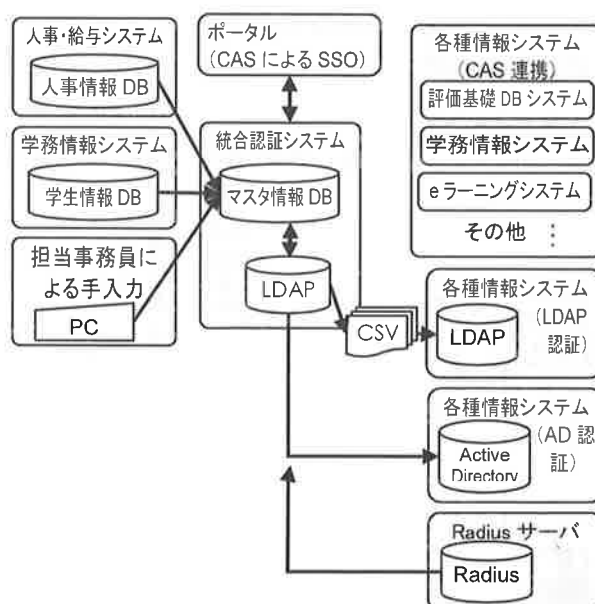 人事・給与システム
人事情報 DB
学務情報システム
学生情報 DB
担当事務員に
よる手入力
PC
ポータル
(CAS による SSO)
統合認証システム
マスタ情報 DB
LDAP
CSV
各種情報システム
(CAS 連携)
評価基礎 DB システム
学務情報システム
e ラーニングシステム
その他 ⋮
各種情報システム
(LDAP
認証)
LDAP
各種情報システム
(AD 認
証)
Active
Directory
Radius サーバ
Radius